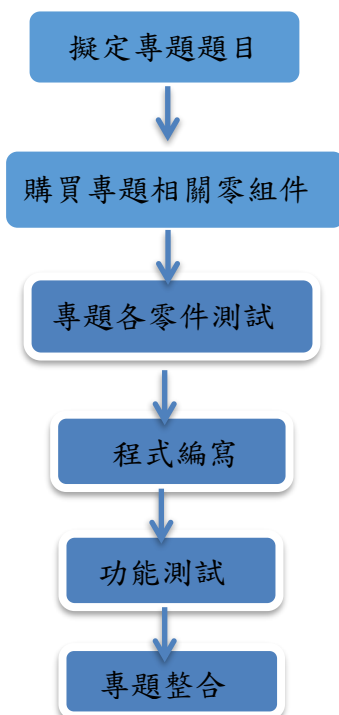 擬定專題題目
購買專題相關零組件
專題各零件測試
程式編寫
功能測試
專題整合